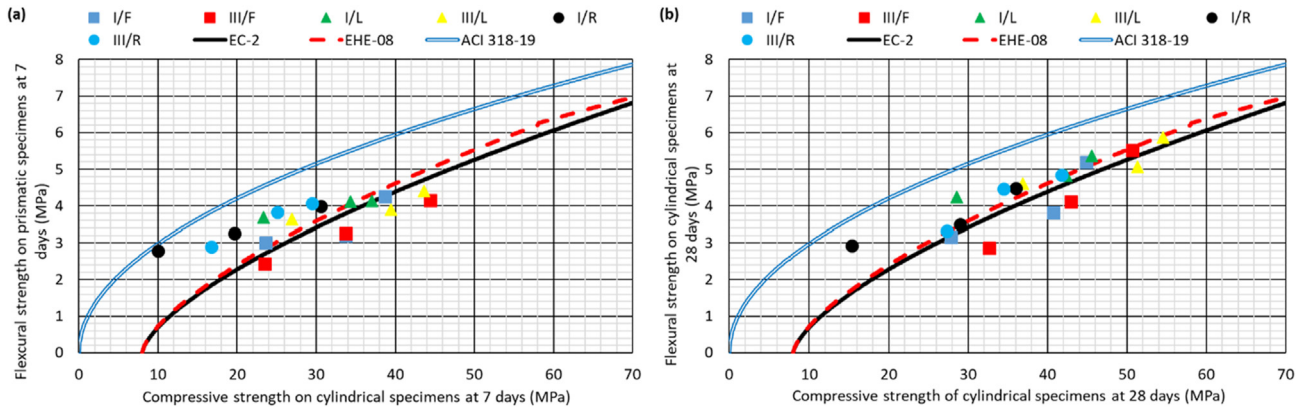 (a)
I/F III/F I/L III/L I/R
III/R EC-2 EHE-08 ACI 318-19
Flexcural strength on prismatic specimens at 7
days (MPa)
8
7
6
5
4
3
2
1
0
0 10 20 30 40 50 60 70
Compressive strength on cylindrical specimens at 7 days (MPa)
(b)
I/F III/F I/L III/L I/R
III/R EC-2 EHE-08 ACI 318-19
Flexural strength on cylindrical specimens at
28 days (MPa)
8
7
6
5
4
3
2
1
0
0 10 20 30 40 50 60 70
Compressive strength of cylindrical specimens at 28 days (MPa)